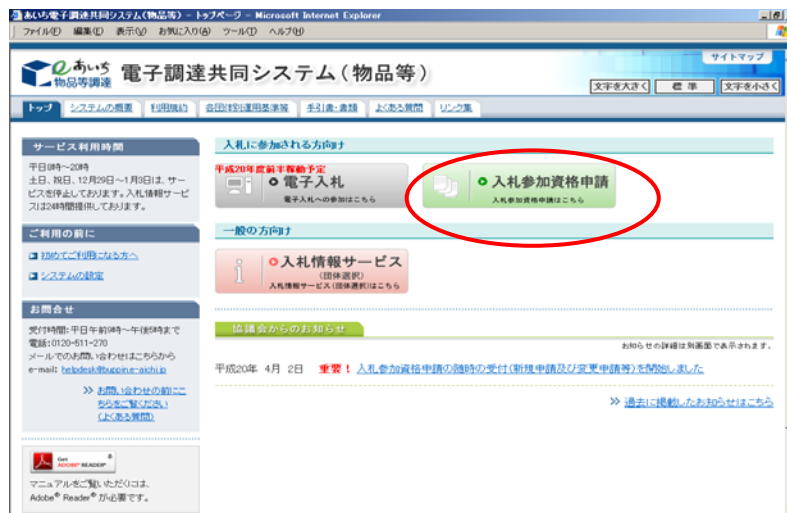 あいち電子調達共同システム(物品等) - トップページ - Microsoft Internet Explorer
ファイル(F) 編集(E) 表示(V) お気に入り(A) ツール(T) ヘルプ(H)
サイトマップ
あいち
物品等調達
電子調達共同システム(物品等)
文字を大きく 標 準 文字を小さく
トップ システムの概要 利用規約 各団体別運用基準等 手引書・書類 よくある質問 リンク集
サービス利用時間
平日8時～20時
土日、祝日、12月29日～1月3日は、サー
ビスを停止しております。入札情報サービ
スは24時間提供しております。
ご利用の前に
初めてご利用になる方へ
システムの設定
お問合せ
受付時間:平日午前9時～午後5時まで
電話:0120-511-270
メールでのお問い合わせはこちらから
e-mail: helpdesk@buppin.e-aichi.jp
お問い合わせの前にこ
ちらをご覧ください
(よくある質問)
Get
ADOBE® READER®
マニュアルをご覧いただくには、
Adobe® Reader® が必要です。
入札に参加される方向け
平成20年度前半稼動予定
電子入札
電子入札への参加はこちら
入札参加資格申請
入札参加資格申請はこちら
一般の方向け
入札情報サービス
(団体選択)
入札情報サービス(団体選択)はこちら
協議会からのお知らせ
お知らせの詳細は別画面で表示されます。
平成20年 4月 2日 重要! 入札参加資格申請の随時の受付(新規申請及び変更申請等)を開始しました
過去に掲載したお知らせはこちら